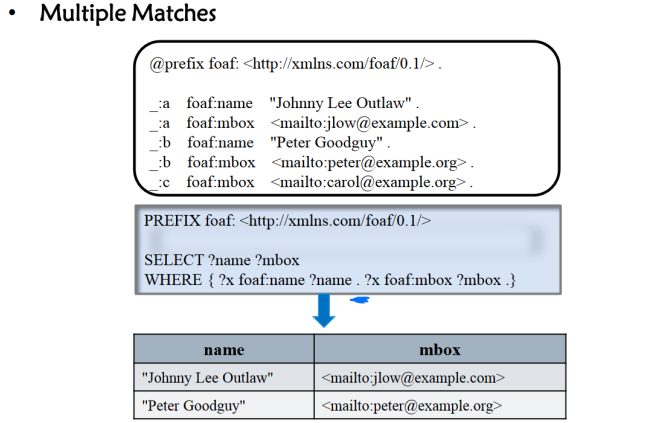 • Multiple Matches
@prefix foaf: <http://xmlns.com/foaf/0.1/> .
_:a foaf:name "Johnny Lee Outlaw" .
_:a foaf:mbox <mailto:jlow@example.com> .
_:b foaf:name "Peter Goodguy" .
_:b foaf:mbox <mailto:peter@example.org> .
_:c foaf:mbox <mailto:carol@example.org> .
PREFIX foaf: <http://xmlns.com/foaf/0.1/>
SELECT ?name ?mbox
WHERE { ?x foaf:name ?name . ?x foaf:mbox ?mbox .}
name mbox
"Johnny Lee Outlaw" <mailto:jlow@example.com>
"Peter Goodguy" <mailto:peter@example.org>